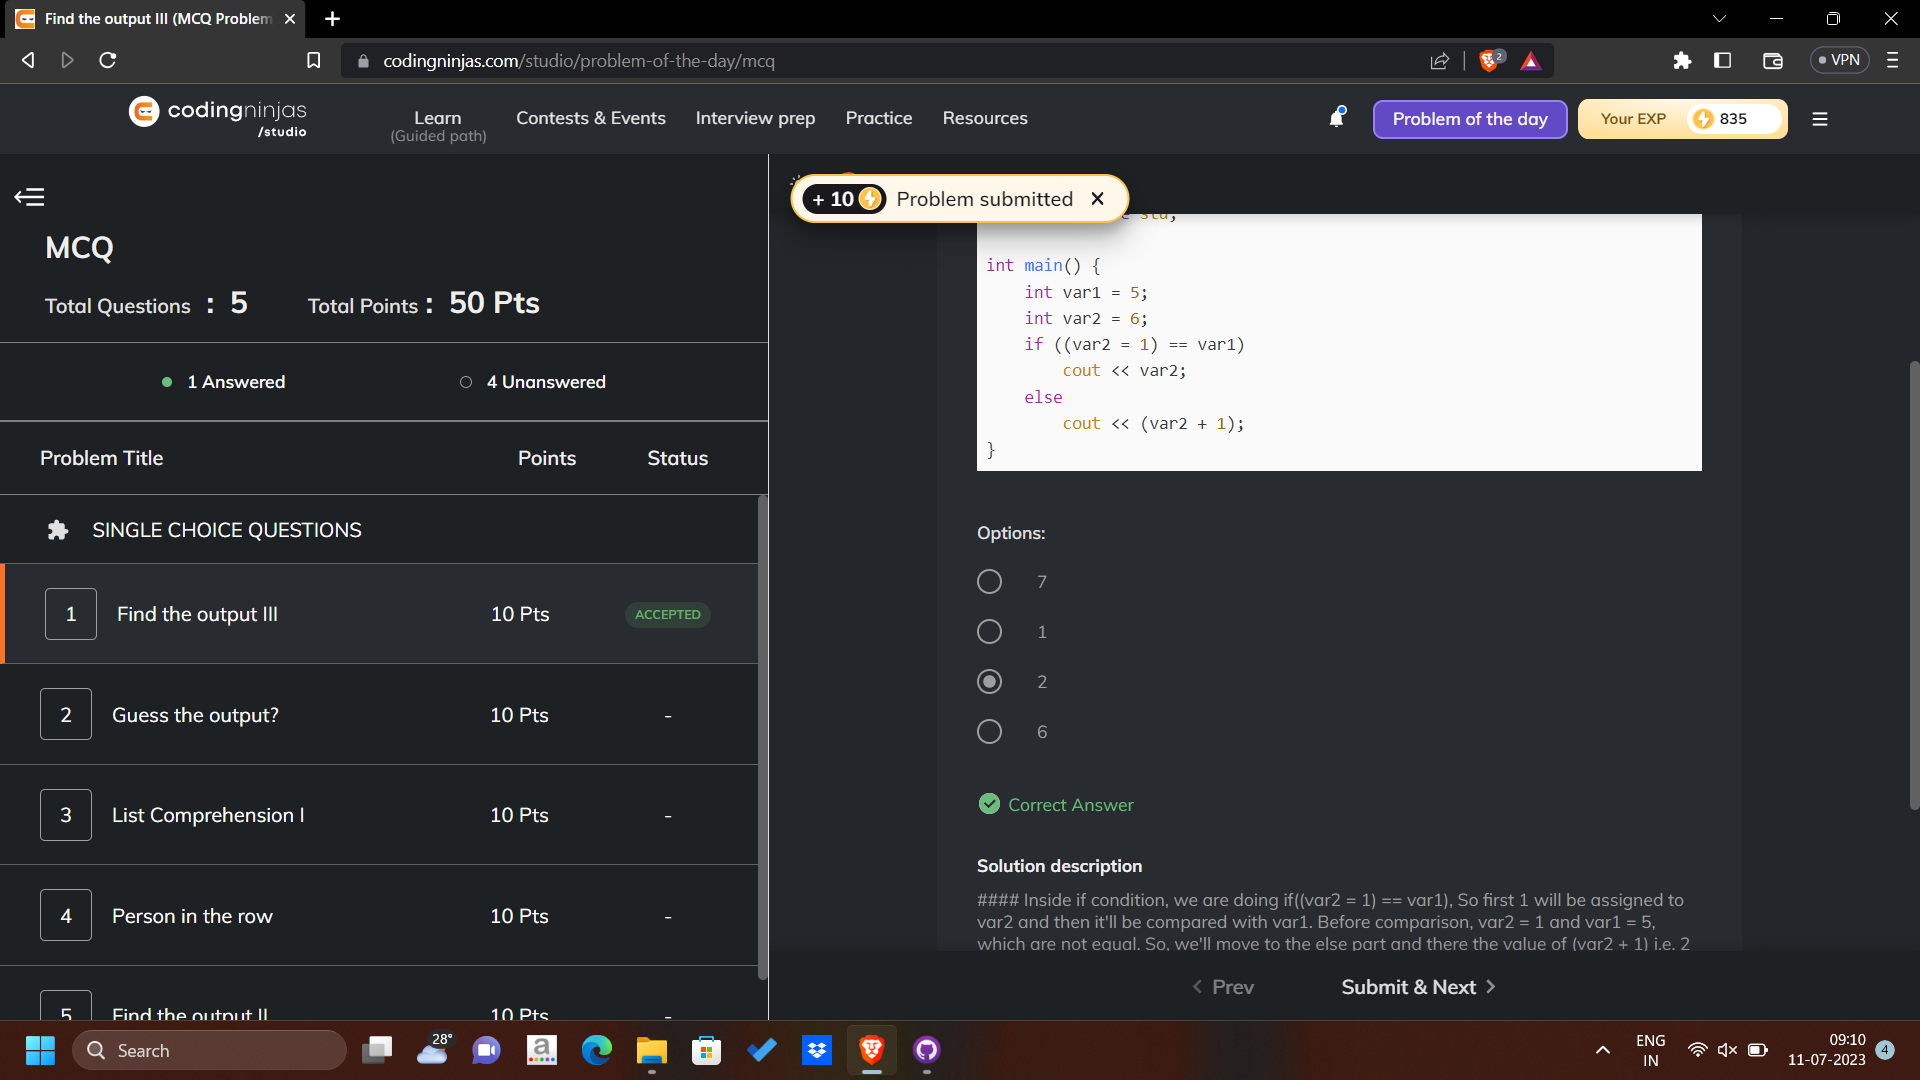 Find the output III (MCQ Problem
codingninjas.com/studio/problem-of-the-day/mcq
2
VPN
codingninjas
/studio
Learn
(Guided path)
Contests & Events
Interview prep
Practice
Resources
Problem of the day
Your EXP
835
+ 10
Problem submitted
MCQ
Total Questions : 5
Total Points : 50 Pts
1 Answered
4 Unanswered
Problem Title
Points
Status
SINGLE CHOICE QUESTIONS
1 Find the output III 10 Pts ACCEPTED
2 Guess the output? 10 Pts -
3 List Comprehension I 10 Pts -
4 Person in the row 10 Pts -
5 Find the output II 10 Pts -
int main() {
int var1 = 5;
int var2 = 6;
if ((var2 = 1) == var1)
cout << var2;
else
cout << (var2 + 1);
}
Options:
7
1
2
6
Correct Answer
Solution description
#### Inside if condition, we are doing if((var2 = 1) == var1), So first 1 will be assigned to
var2 and then it'll be compared with var1. Before comparison, var2 = 1 and var1 = 5,
which are not equal. So, we'll move to the else part and there the value of (var2 + 1) i.e. 2
Prev
Submit & Next
Search
28°
a
ENG
IN
09:10
11-07-2023
4